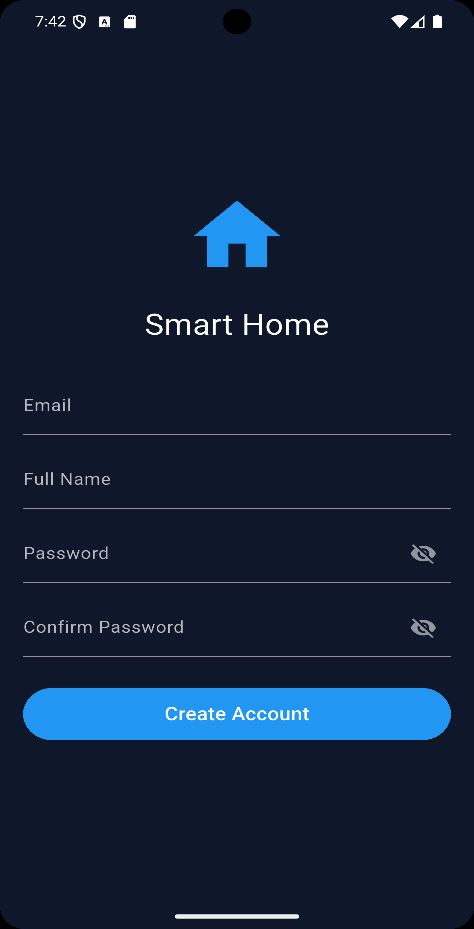 7:42
Smart Home
Email
Full Name
Password
Confirm Password
Create Account